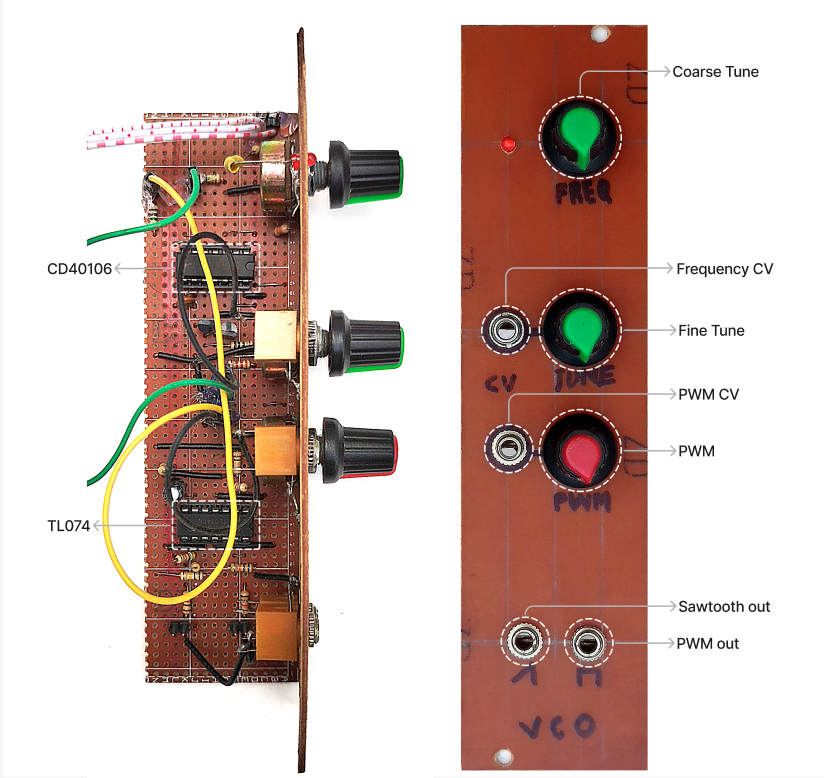 Coarse Tune
FREQ
CD40106
Frequency CV
Fine Tune
CV
TUNE
PWM CV
PWM
PWM
TL074
Sawtooth out
PWM out
VCO